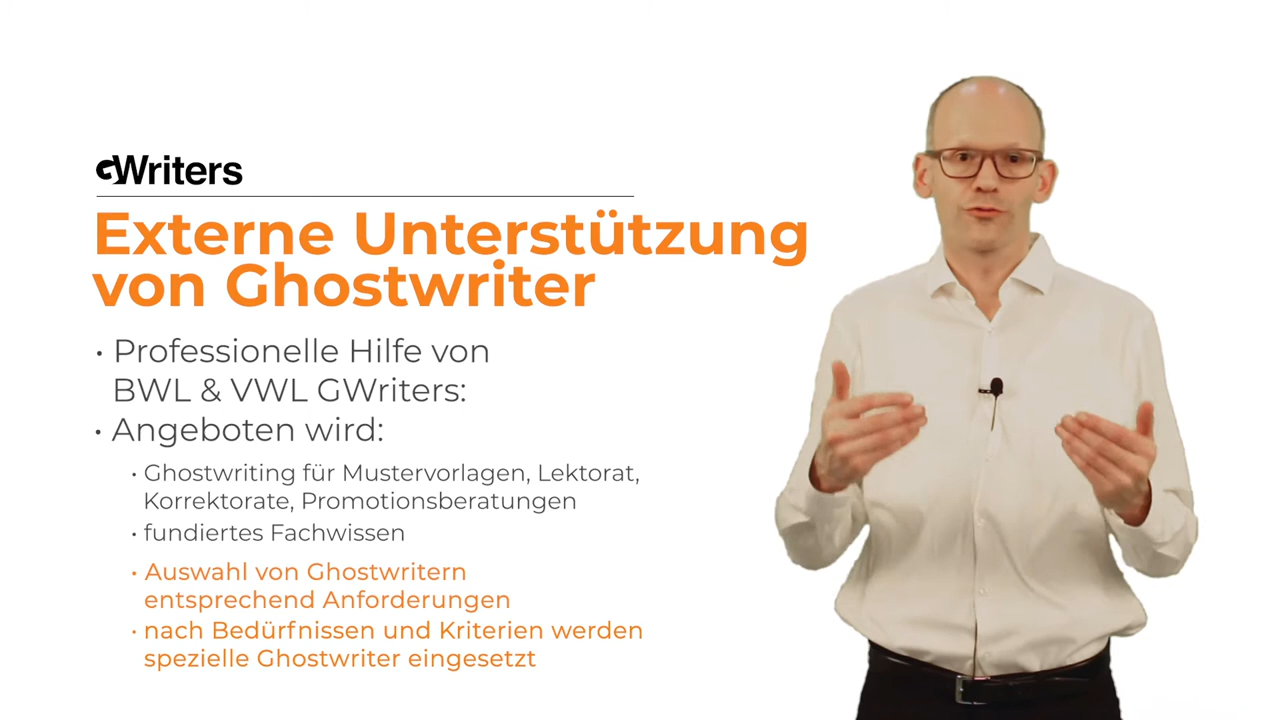 GWriters
Externe Unterstützung
von Ghostwriter
• Professionelle Hilfe von
BWL & VWL GWriters:
• Angeboten wird:
• Ghostwriting für Mustervorlagen, Lektorat,
Korrektorate, Promotionsberatungen
• fundiertes Fachwissen
• Auswahl von Ghostwritern
entsprechend Anforderungen
• nach Bedürfnissen und Kriterien werden
spezielle Ghostwriter eingesetzt